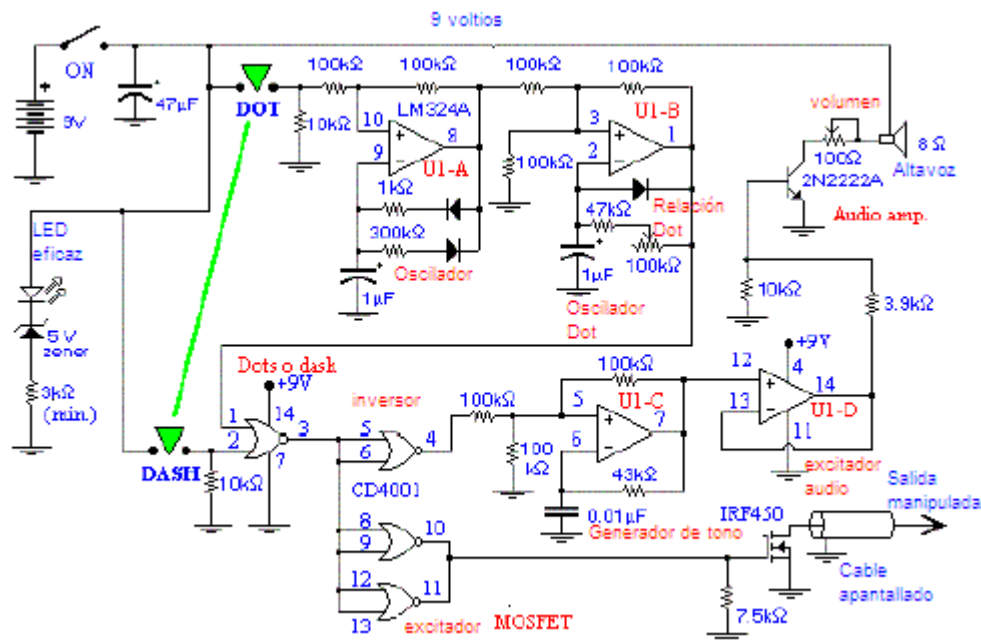 9 voltios
ON
9V
47µF
DOT
10kΩ
100kΩ
100kΩ
LM324A
10
9
8
U1-A
1kΩ
300kΩ
Oscilador
1µF
100kΩ
100kΩ
100kΩ
U1-B
3
2
1
Relación
Dot
47kΩ
100kΩ
1µF
Oscilador
Dot
volumen
100Ω
2N2222A
8 Ω
Altavoz
Audio amp.
10kΩ
3.9kΩ
LED
eficaz
5 V
zener
3kΩ
(min.)
DASH
10kΩ
Dots o dash
+9V
1
2
14
3
7
inversor
5
6
4
CD4001
8
9
10
12
13
11
excitador
MOSFET
100kΩ
100
kΩ
100kΩ
5
6
7
U1-C
43kΩ
0.01µF
Generador de tono
+9V
12
13
4
14
11
U1-D
excitador
audio
IRF450
7.5kΩ
Salida
manipulada
Cable
apantallado